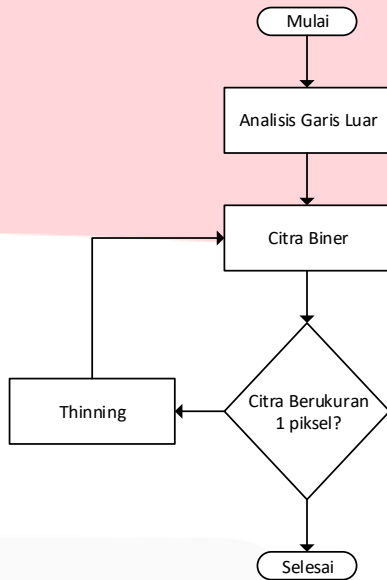 Mulai
Analisis Garis Luar
Citra Biner
Citra Berukuran
1 piksel?
Thinning
Selesai